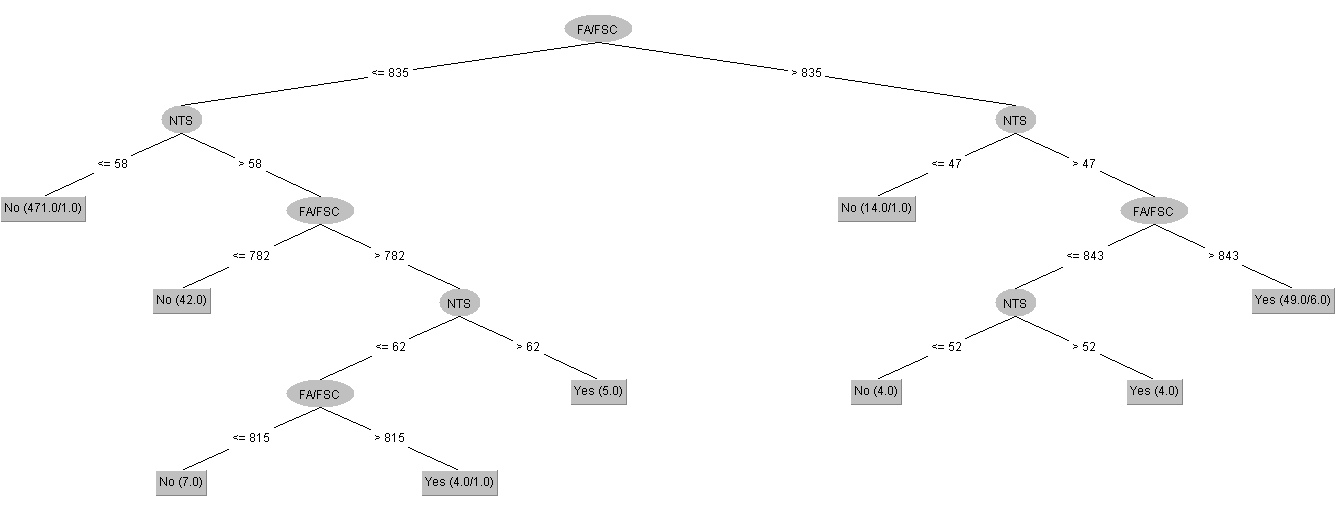 FA/FSC
<= 835
> 835
NTS
NTS
<= 58
> 58
<= 47
> 47
No (471.0/1.0)
FA/FSC
No (14.0/1.0)
FA/FSC
<= 782
> 782
<= 843
> 843
No (42.0)
NTS
NTS
Yes (49.0/6.0)
<= 62
> 62
<= 52
> 52
FA/FSC
Yes (5.0)
No (4.0)
Yes (4.0)
<= 815
> 815
No (7.0)
Yes (4.0/1.0)